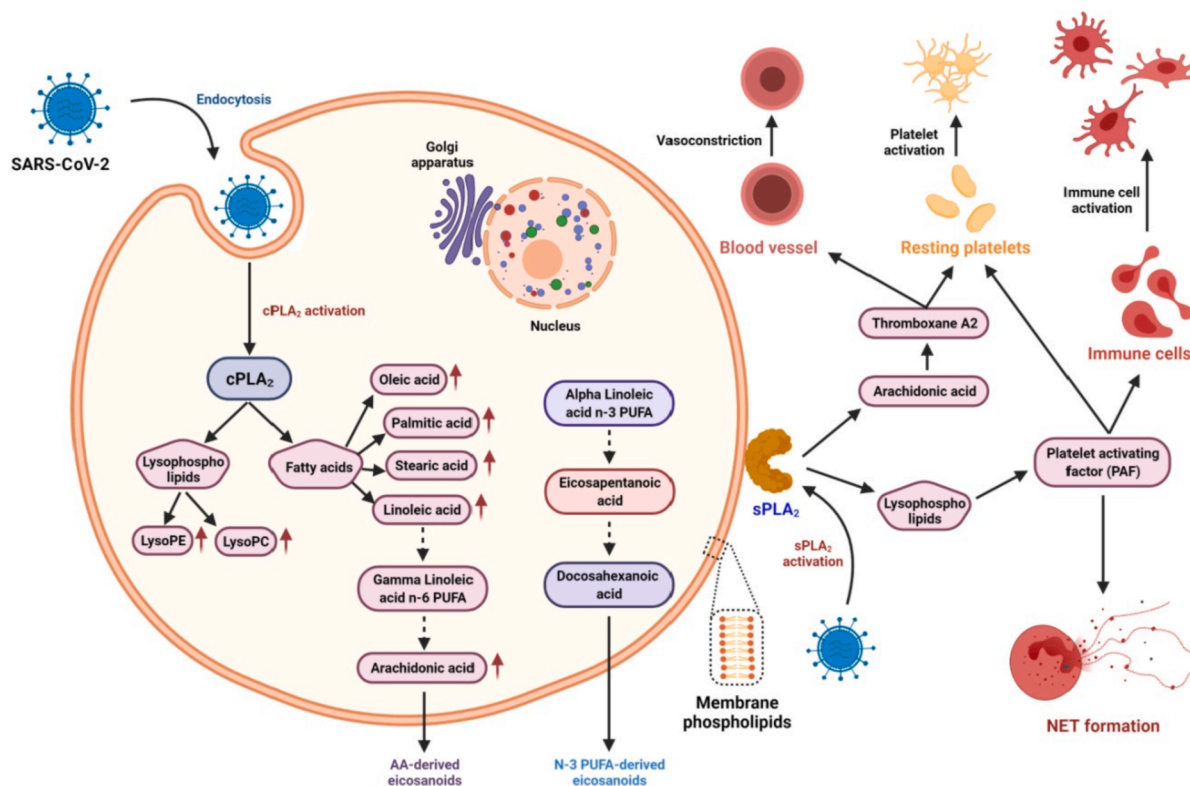 SARS-CoV-2
Endocytosis
Golgi
apparatus
Nucleus
cPLA₂ activation
cPLA₂
Lysophospho
lipids
LysoPE
LysoPC
Fatty acids
Oleic acid
Palmitic acid
Stearic acid
Linoleic acid
Gamma Linoleic
acid n-6 PUFA
Arachidonic acid
AA-derived
eicosanoids
Alpha Linoleic
acid n-3 PUFA
Eicosapentanoic
acid
Docosahexanoic
acid
N-3 PUFA-derived
eicosanoids
Membrane
phospholipids
sPLA₂
sPLA₂
activation
Arachidonic acid
Thromboxane A2
Blood vessel
Vasoconstriction
Resting platelets
Platelet
activation
Lysophospho
lipids
Platelet activating
factor (PAF)
Immune cells
Immune cell
activation
NET formation